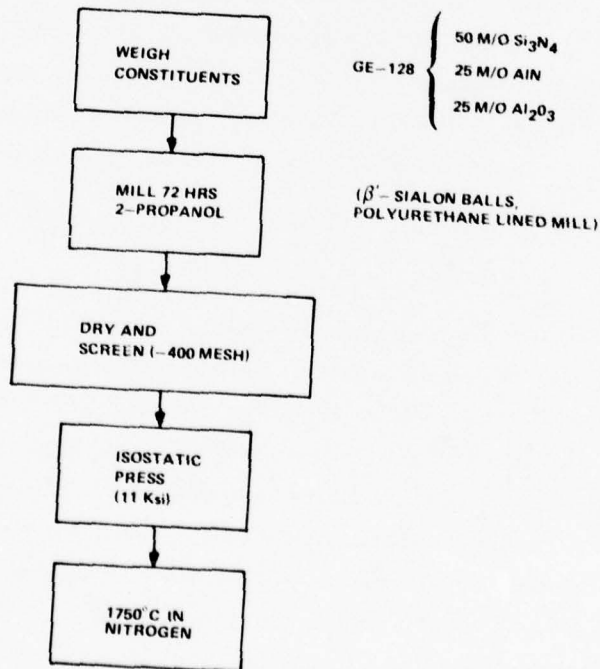 WEIGH
CONSTITUENTS
GE-128
50 M/O Si₃N₄
25 M/O AlN
25 M/O Al₂O₃
MILL 72 HRS
2-PROPANOL
(β'- SIALON BALLS,
POLYURETHANE LINED MILL)
DRY AND
SCREEN (-400 MESH)
ISOSTATIC
PRESS
(11 Ksi)
1750°C IN
NITROGEN